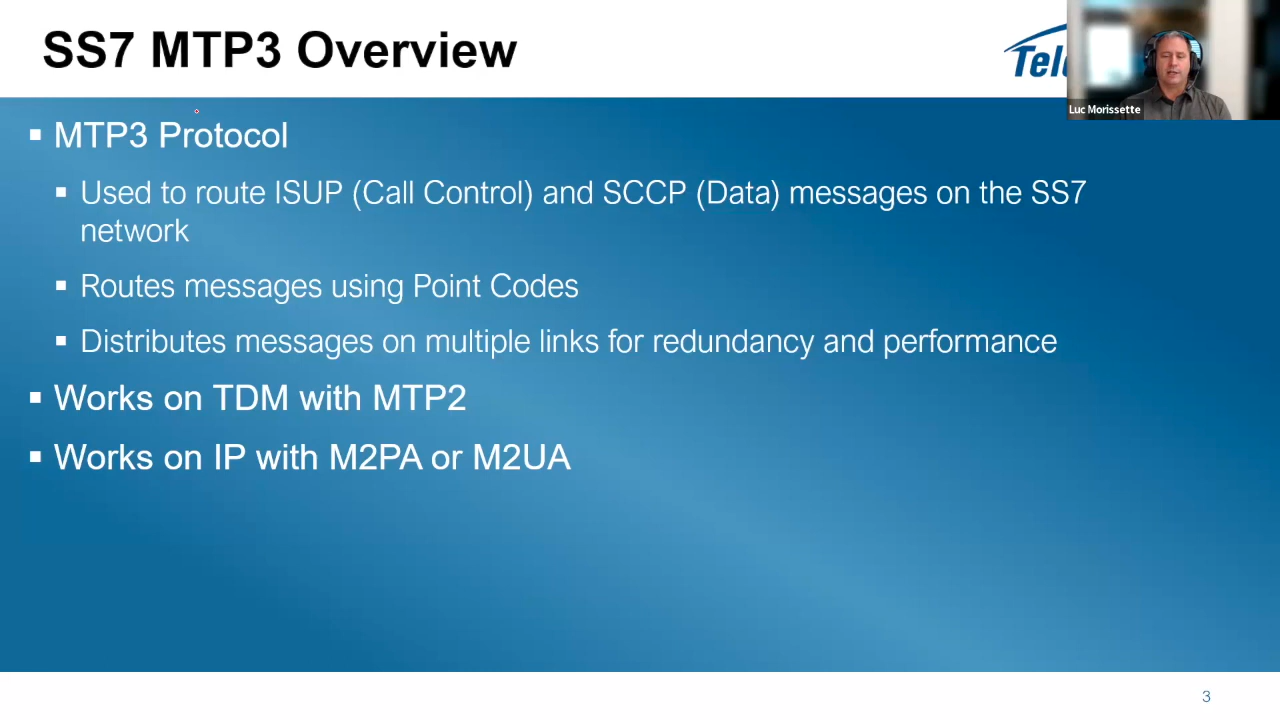 SS7 MTP3 Overview
Luc Morissette
▪ MTP3 Protocol
▪ Used to route ISUP (Call Control) and SCCP (Data) messages on the SS7
network
▪ Routes messages using Point Codes
▪ Distributes messages on multiple links for redundancy and performance
▪ Works on TDM with MTP2
▪ Works on IP with M2PA or M2UA
3